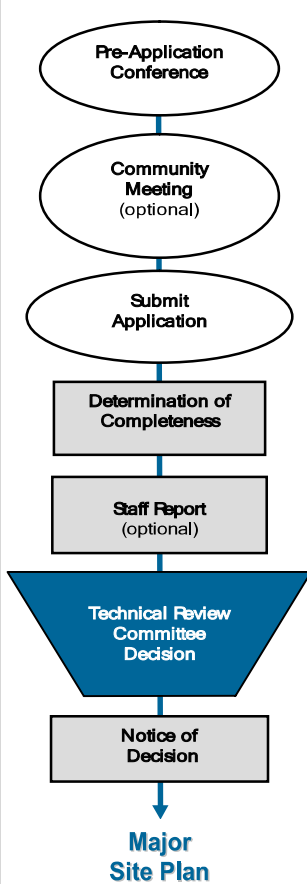 Pre-Application
Conference
Community
Meeting
(optional)
Submit
Application
Determination of
Completeness
Staff Report
(optional)
Technical Review
Committee
Decision
Notice of
Decision
Major
Site Plan